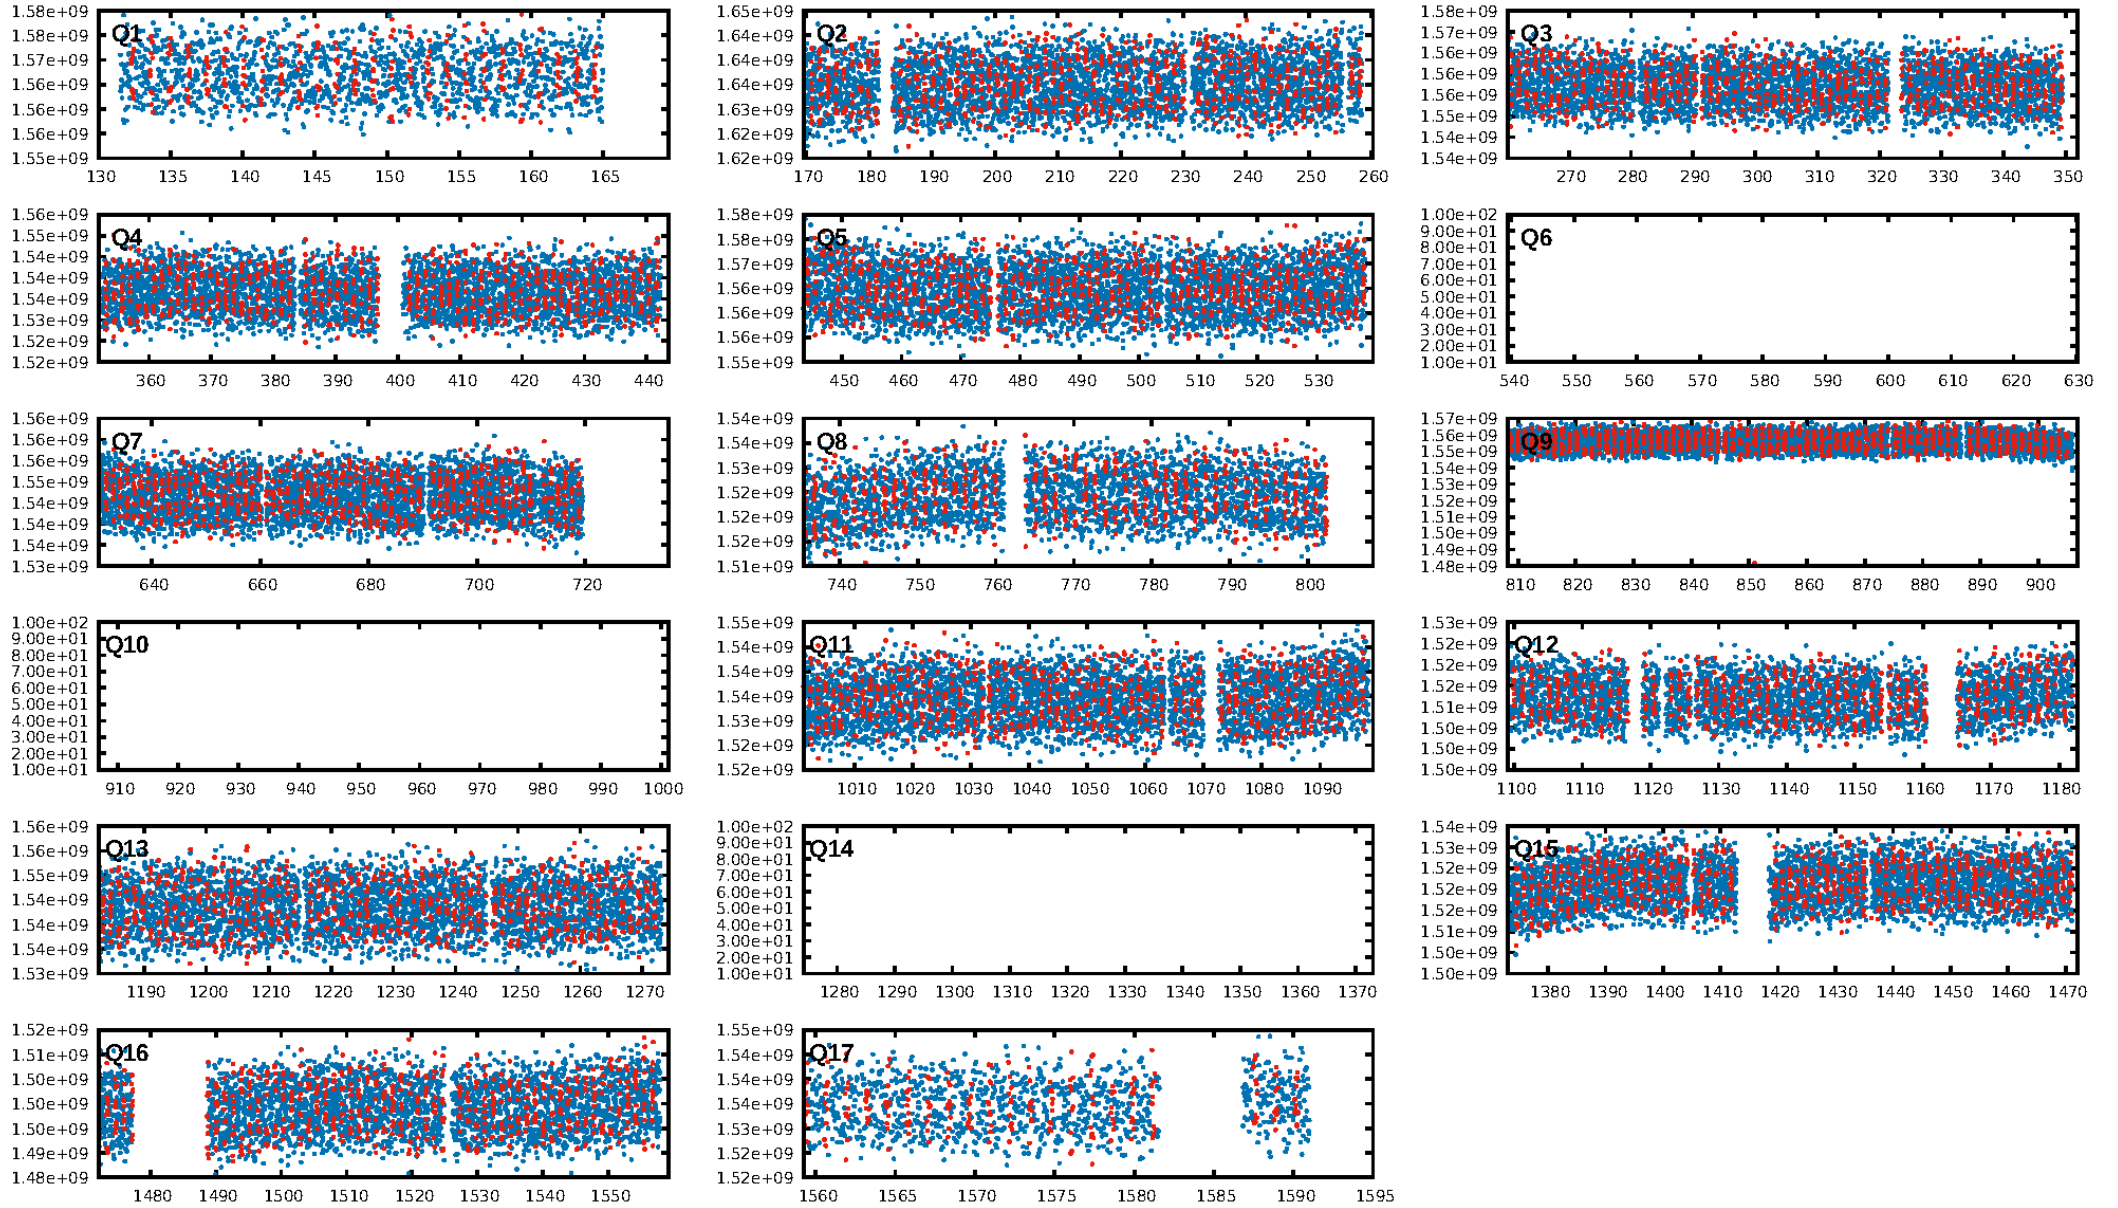 1.58e+09 1.58e+09 1.57e+09 1.56e+09 1.56e+09 1.56e+09 1.55e+09
Q1
130 135 140 145 150 155 160 165
1.65e+09 1.64e+09 1.64e+09 1.63e+09 1.63e+09 1.62e+09 1.62e+09
Q2
170 180 190 200 210 220 230 240 250 260
1.58e+09 1.57e+09 1.56e+09 1.56e+09 1.55e+09 1.55e+09 1.54e+09 1.54e+09
Q3
270 280 290 300 310 320 330 340 350
1.56e+09 1.55e+09 1.54e+09 1.54e+09 1.54e+09 1.53e+09 1.52e+09 1.52e+09
Q4
360 370 380 390 400 410 420 430 440
1.58e+09 1.58e+09 1.57e+09 1.56e+09 1.56e+09 1.56e+09 1.55e+09
Q5
450 460 470 480 490 500 510 520 530
1.00e+02 9.00e+01 8.00e+01 7.00e+01 6.00e+01 5.00e+01 4.00e+01 3.00e+01 2.00e+01 1.00e+01
Q6
540 550 560 570 580 590 600 610 620 630
1.56e+09 1.56e+09 1.56e+09 1.55e+09 1.54e+09 1.54e+09 1.54e+09 1.53e+09
Q7
640 660 680 700 720
1.54e+09 1.54e+09 1.53e+09 1.52e+09 1.52e+09 1.52e+09 1.51e+09
Q8
740 750 760 770 780 790 800
1.57e+09 1.56e+09 1.55e+09 1.54e+09 1.53e+09 1.52e+09 1.51e+09 1.50e+09 1.49e+09 1.48e+09
Q9
810 820 830 840 850 860 870 880 890 900
1.00e+02 9.00e+01 8.00e+01 7.00e+01 6.00e+01 5.00e+01 4.00e+01 3.00e+01 2.00e+01 1.00e+01
Q10
910 920 930 940 950 960 970 980 990 1000
1.55e+09 1.54e+09 1.54e+09 1.54e+09 1.53e+09 1.52e+09 1.52e+09
Q11
1010 1020 1030 1040 1050 1060 1070 1080 1090
1.53e+09 1.52e+09 1.52e+09 1.52e+09 1.51e+09 1.50e+09 1.50e+09 1.50e+09
Q12
1100 1110 1120 1130 1140 1150 1160 1170 1180
1.56e+09 1.56e+09 1.55e+09 1.54e+09 1.54e+09 1.54e+09 1.53e+09
Q13
1190 1200 1210 1220 1230 1240 1250 1260 1270
1.00e+02 9.00e+01 8.00e+01 7.00e+01 6.00e+01 5.00e+01 4.00e+01 3.00e+01 2.00e+01 1.00e+01
Q14
1280 1290 1300 1310 1320 1330 1340 1350 1360 1370
1.54e+09 1.53e+09 1.52e+09 1.52e+09 1.52e+09 1.51e+09 1.50e+09 1.50e+09
Q15
1380 1390 1400 1410 1420 1430 1440 1450 1460 1470
1.52e+09 1.51e+09 1.50e+09 1.50e+09 1.50e+09 1.49e+09 1.48e+09
Q16
1480 1490 1500 1510 1520 1530 1540 1550
1.55e+09 1.54e+09 1.54e+09 1.54e+09 1.53e+09 1.52e+09 1.52e+09
Q17
1560 1565 1570 1575 1580 1585 1590 1595